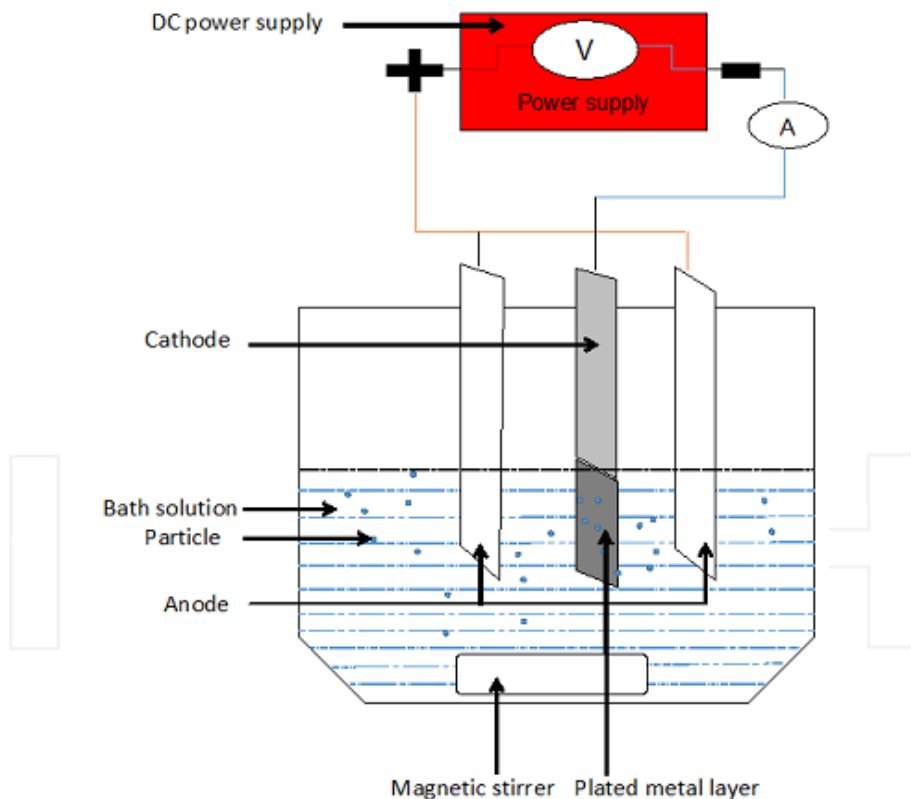 DC power supply
V
Power supply
A
Cathode
Bath solution
Particle
Anode
Magnetic stirrer
Plated metal layer